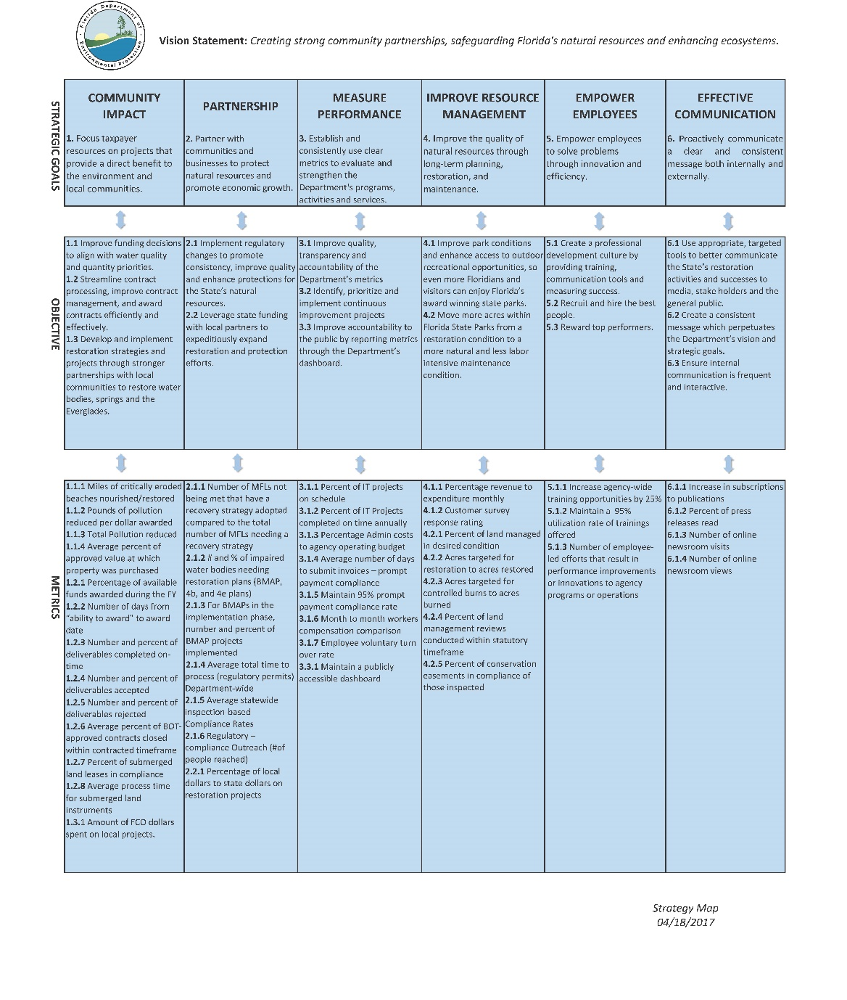 Florida Department of
Environmental Protection
Vision Statement: Creating strong community partnerships, safeguarding Florida's natural resources and enhancing ecosystems.
STRATEGIC GOALS
COMMUNITY
IMPACT
1. Focus taxpayer
resources on projects that
provide a direct benefit to
the environment and
local communities.
PARTNERSHIP
2. Partner with
communities and
businesses to protect
natural resources and
promote economic growth.
MEASURE
PERFORMANCE
3. Establish and
consistently use clear
metrics to evaluate and
strengthen the
Department's programs,
activities and services.
IMPROVE RESOURCE
MANAGEMENT
4. Improve the quality of
natural resources through
long-term planning,
restoration, and
maintenance.
EMPOWER
EMPLOYEES
5. Empower employees
to solve problems
through innovation and
efficiency.
EFFECTIVE
COMMUNICATION
6. Proactively communicate
a clear and consistent
message both internally and
externally.
OBJECTIVE
1.1 Improve funding decisions
to align with water quality
and quantity priorities.
1.2 Streamline contract
processing, improve contract
management, and award
contracts efficiently and
effectively.
1.3 Develop and implement
restoration strategies and
projects through stronger
partnerships with local
communities to restore water
bodies, springs and the
Everglades.
2.1 Implement regulatory
changes to promote
consistency, improve quality
and enhance protections for
the State's natural
resources.
2.2 Leverage state funding
with local partners to
expeditiously expand
restoration and protection
efforts.
3.1 Improve quality,
transparency and
accountability of the
Department's metrics
3.2 Identify, prioritize and
implement continuous
improvement projects
3.3 Improve accountability to
the public by reporting metrics
through the Department's
dashboard.
4.1 Improve park conditions
and enhance access to outdoor
recreational opportunities, so
even more Floridians and
visitors can enjoy Florida's
award winning state parks.
4.2 Move more acres within
Florida State Parks from a
restoration condition to a
more natural and less labor
intensive maintenance
condition.
5.1 Create a professional
development culture by
providing training,
communication tools and
measuring success.
5.2 Recruit and hire the best
people.
5.3 Reward top performers.
6.1 Use appropriate, targeted
tools to better communicate
the State's restoration
activities and successes to
media, stake holders and the
general public.
6.2 Create a consistent
message which perpetuates
the Department's vision and
strategic goals.
6.3 Ensure internal
communication is frequent
and interactive.
METRICS
1.1.1 Miles of critically eroded
beaches nourished/restored
1.1.2 Pounds of pollution
reduced per dollar awarded
1.1.3 Total Pollution reduced
1.1.4 Average percent of
approved value at which
property was purchased
1.2.1 Percentage of available
funds awarded during the FY
1.2.2 Number of days from
“ability to award” to award
date
1.2.3 Number and percent of
deliverables completed on-
time
1.2.4 Number and percent of
deliverables accepted
1.2.5 Number and percent of
deliverables rejected
1.2.6 Average percent of BOT-
approved contracts closed
within contracted timeframe
1.2.7 Percent of submerged
land leases in compliance
1.2.8 Average process time
for submerged land
instruments
1.3.1 Amount of FCO dollars
spent on local projects.
2.1.1 Number of MFLs not
being met that have a
recovery strategy adopted
compared to the total
number of MFLs needing a
recovery strategy
2.1.2 # and % of impaired
water bodies needing
restoration plans (BMAP,
4b, and 4e plans)
2.1.3 For BMAPs in the
implementation phase,
number and percent of
BMAP projects
implemented
2.1.4 Average total time to
process (regulatory permits)
Department-wide
2.1.5 Average statewide
inspection based
Compliance Rates
2.1.6 Regulatory –
compliance Outreach (#of
people reached)
2.2.1 Percentage of local
dollars to state dollars on
restoration projects
3.1.1 Percent of IT projects
on schedule
3.1.2 Percent of IT Projects
completed on time annually
3.1.3 Percentage Admin costs
to agency operating budget
3.1.4 Average number of days
to submit invoices – prompt
payment compliance
3.1.5 Maintain 95% prompt
payment compliance rate
3.1.6 Month to month workers
compensation comparison
3.1.7 Employee voluntary turn
over rate
3.3.1 Maintain a publicly
accessible dashboard
4.1.1 Percentage revenue to
expenditure monthly
4.1.2 Customer survey
response rating
4.2.1 Percent of land managed
in desired condition
4.2.2 Acres targeted for
restoration to acres restored
4.2.3 Acres targeted for
controlled burns to acres
burned
4.2.4 Percent of land
management reviews
conducted within statutory
timeframe
4.2.5 Percent of conservation
easements in compliance of
those inspected
5.1.1 Increase agency-wide
training opportunities by 25%
5.1.2 Maintain a 95%
utilization rate of trainings
offered
5.1.3 Number of employee-
led efforts that result in
performance improvements
or innovations to agency
programs or operations
6.1.1 Increase in subscriptions
to publications
6.1.2 Percent of press
releases read
6.1.3 Number of online
newsroom visits
6.1.4 Number of online
newsroom views
Strategy Map
04/18/2017